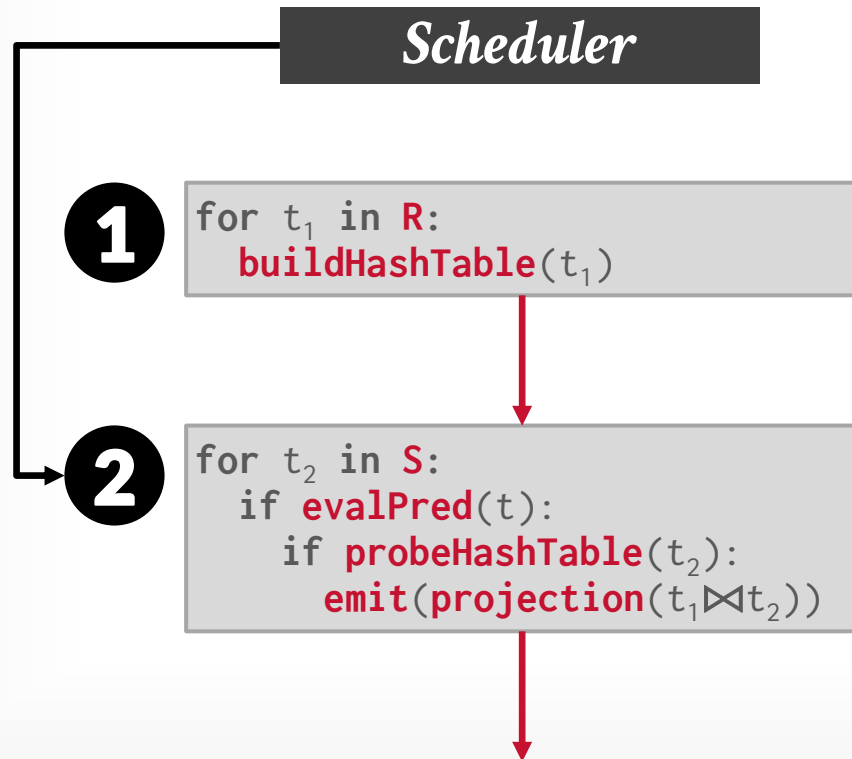 Scheduler
1
for t₁ in R:
buildHashTable(t₁)
2
for t₂ in S:
if evalPred(t):
if probeHashTable(t₂):
emit(projection(t₁⨝t₂))